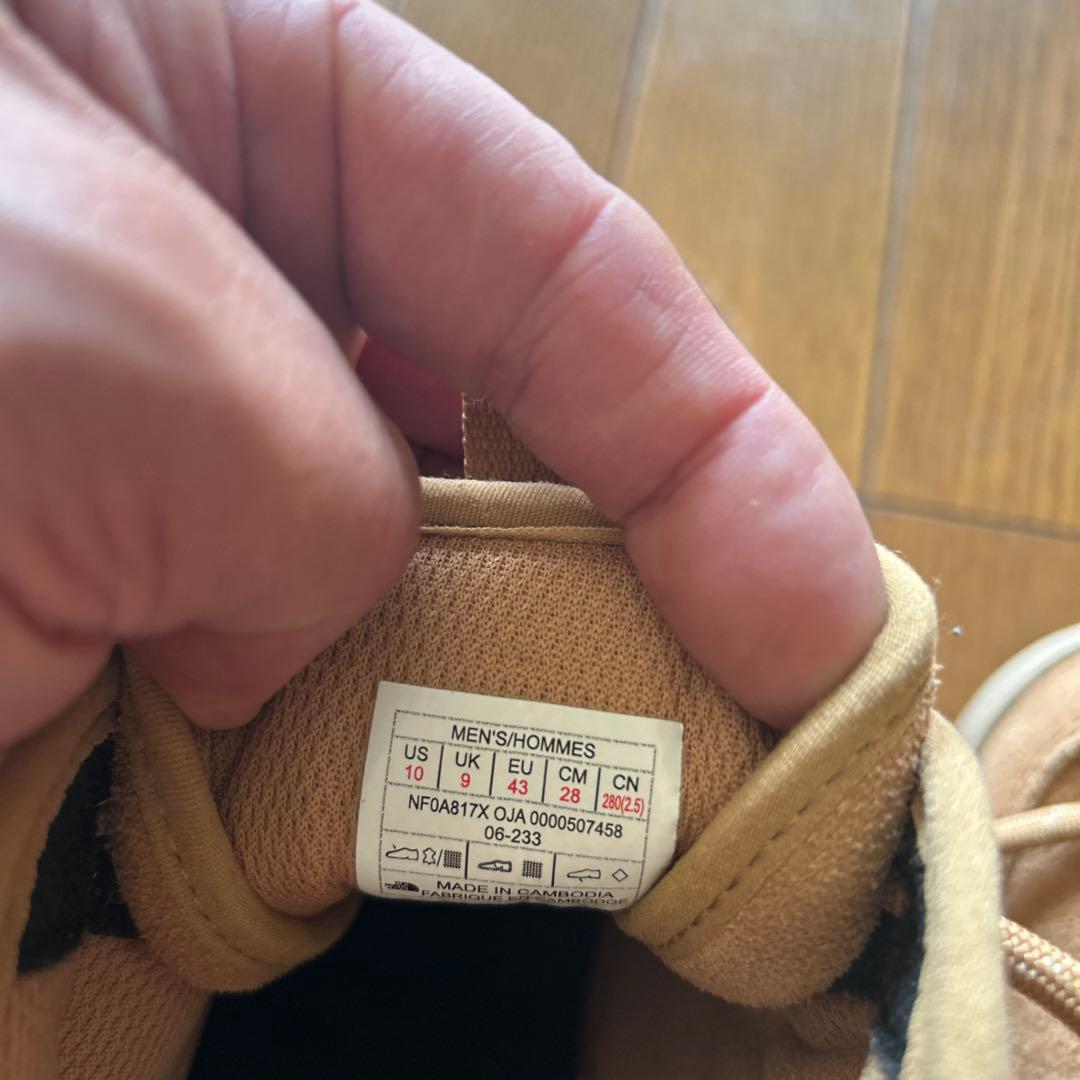 MEN'S/HOMMES
US UK EU CM CN
10 9 43 28 280(2.5)
NF0A817X OJA 0000507458
06-233
MADE IN CAMBODIA
FABRIQUE EN CAMBODGE